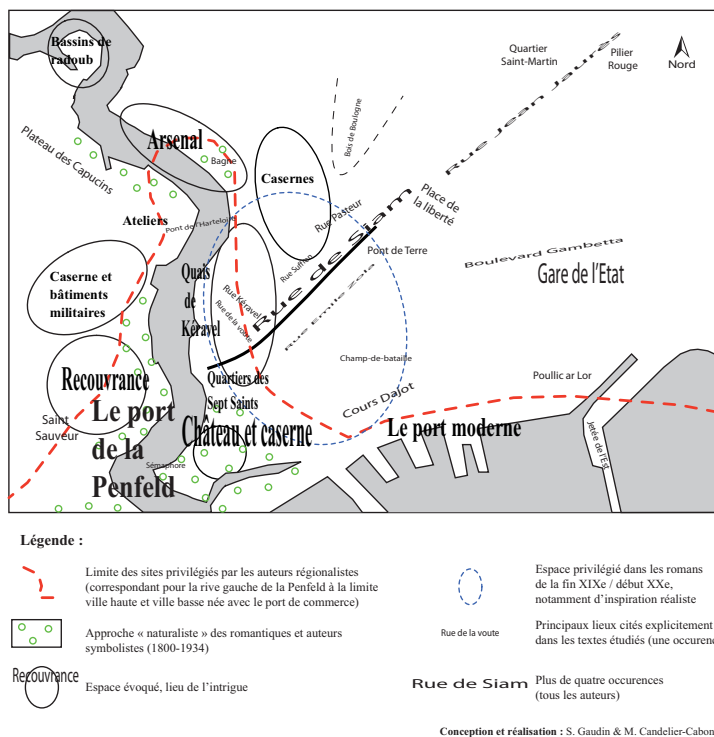 Bassins de
radoub
Quartier
Saint-Martin
Pilier
Rouge
Nord
Bois de Boulogne
Plateau des Capucins
Arsenal
Bagne
Casernes
Ateliers
Pont de l'Harteloire
Rue Pasteur
Rue de Siam
Place de
la liberté
Pont de Terre
Boulevard Gambetta
Gare de l'Etat
Caserne et
bâtiments
militaires
Quais
de
Kéravel
Rue Suffren
Rue Kéravel
Rue de la voute
Rue Emile Zola
Champ-de-bataille
Recouvrance
Quartiers des
Sept Saints
Cours Dajot
Poullic ar Lor
Saint
Sauveur
Le port
de la
Penfeld
Château et caserne
Le port moderne
Jetée de l'Est
Sémaphore
Légende :
Limite des sites privilégiés par les auteurs régionalistes
(correspondant pour la rive gauche de la Penfeld à la limite
ville haute et ville basse née avec le port de commerce)
Approche « naturaliste » des romantiques et auteurs
symbolistes (1800-1934)
Recouvrance
Espace évoqué, lieu de l'intrigue
Espace privilégié dans les romans
de la fin XIXe / début XXe,
notamment d'inspiration réaliste
Rue de la voute
Principaux lieux cités explicitement
dans les textes étudiés (une occuren
Rue de Siam
Plus de quatre occurences
(tous les auteurs)
Conception et réalisation : S. Gaudin & M. Candelier-Cabon